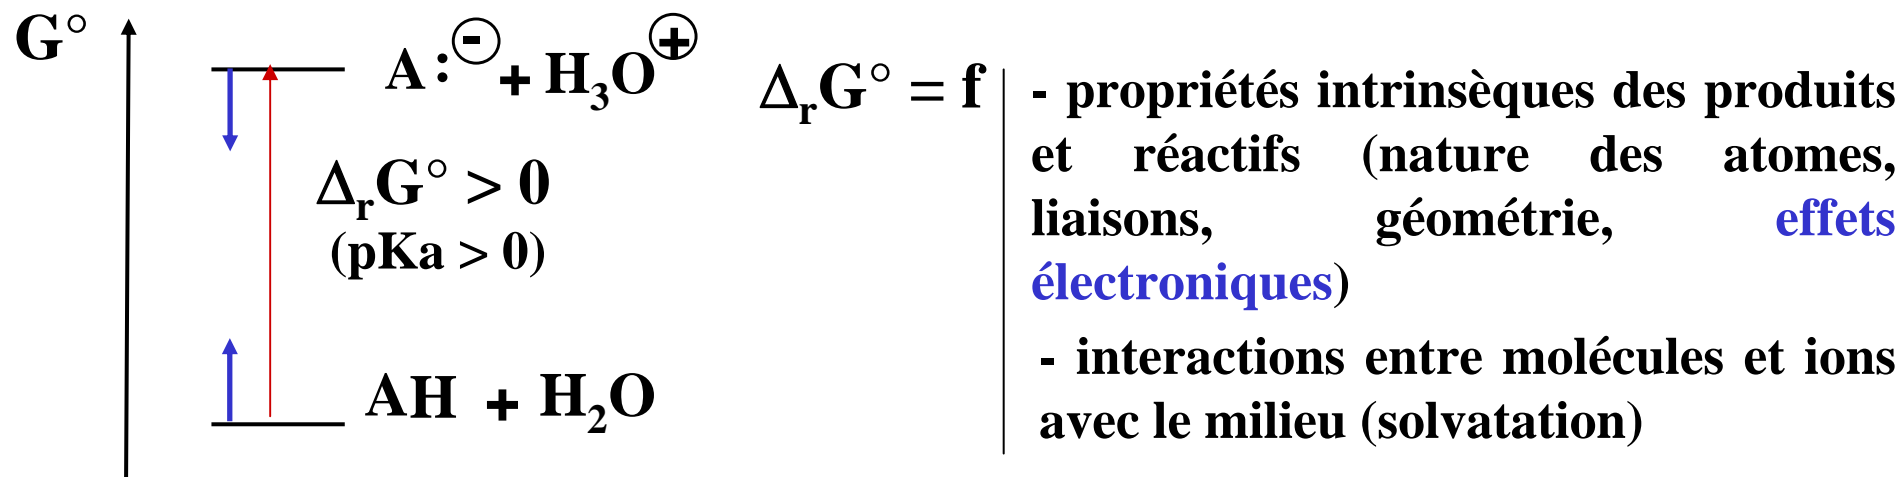 G°
A:⊖ + H₃O⊕
ΔᵣG° > 0
(pKa > 0)
AH + H₂O
ΔᵣG° = f
- propriétés intrinsèques des produits
et réactifs (nature des atomes,
liaisons, géométrie, effets
électroniques)
- interactions entre molécules et ions
avec le milieu (solvatation)